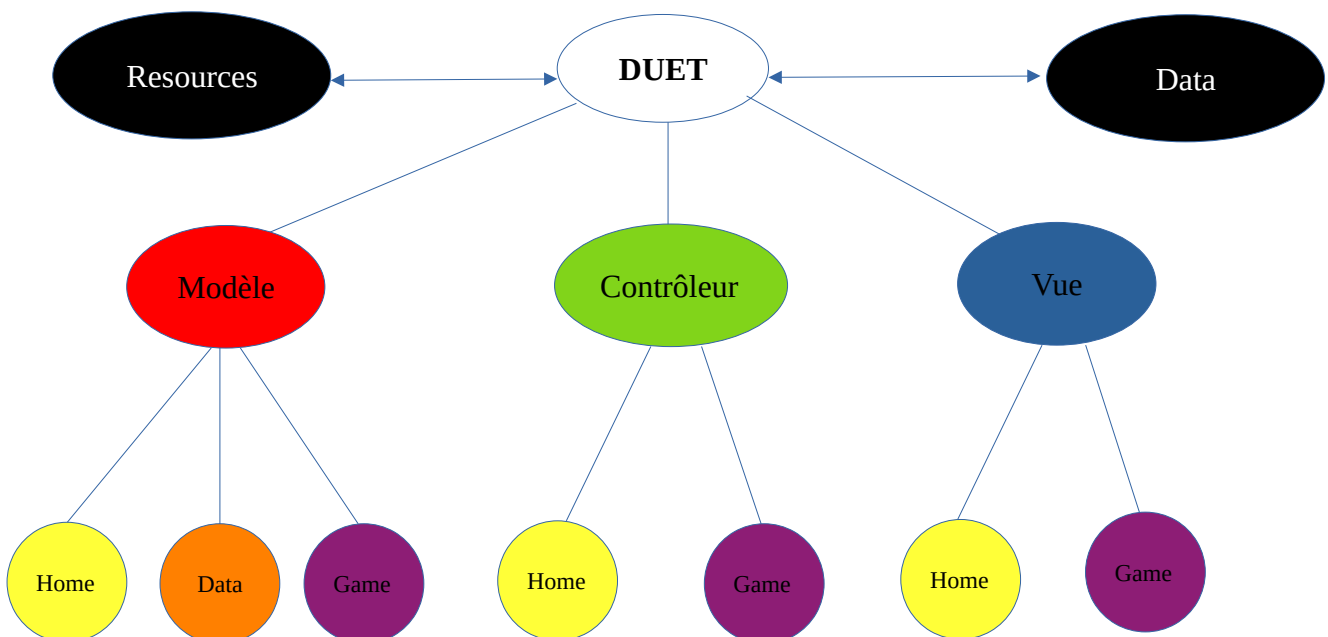 Resources
DUET
Data
Modèle
Contrôleur
Vue
Home
Data
Game
Home
Game
Home
Game